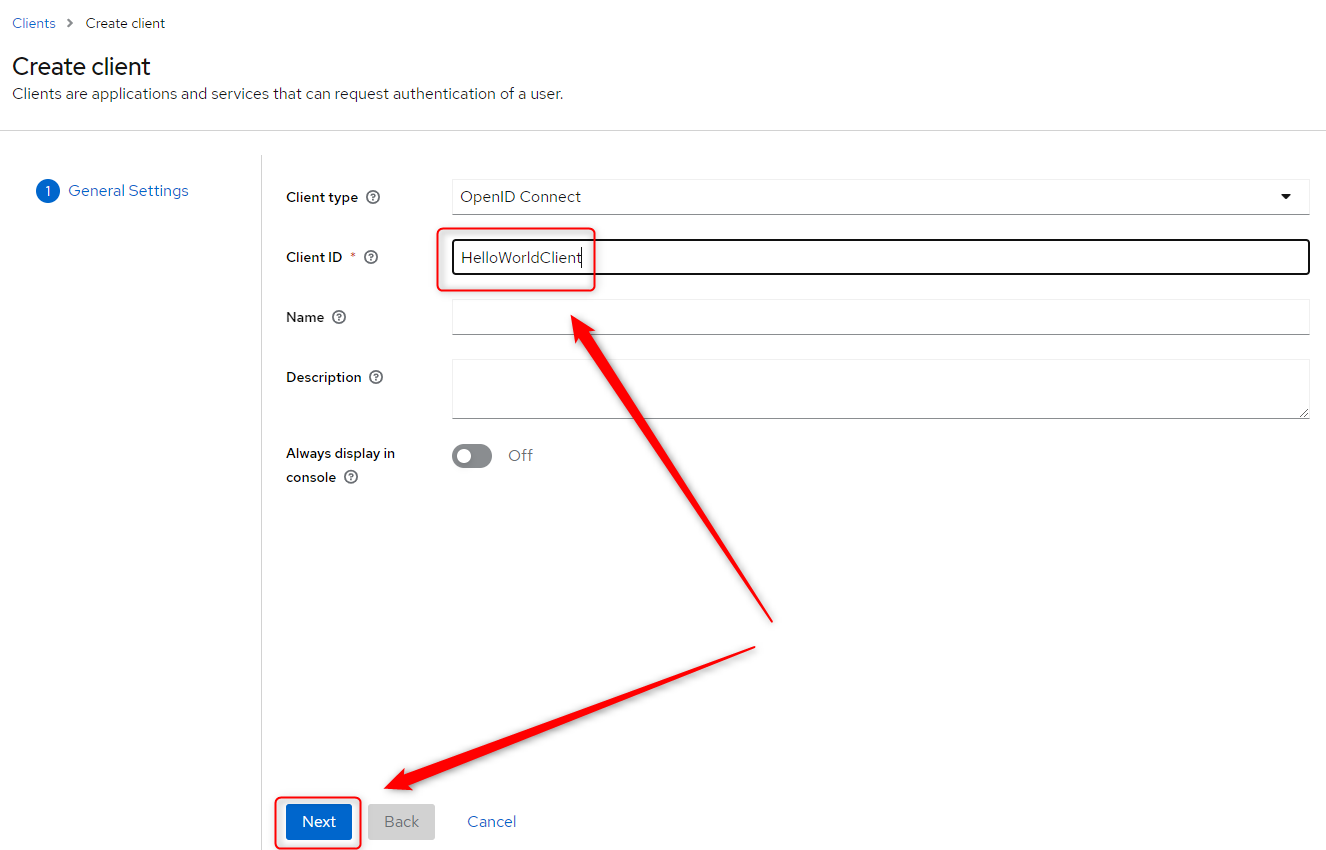 Clients > Create client
Create client
Clients are applications and services that can request authentication of a user.
1 General Settings
Client type
OpenID Connect
Client ID *
HelloWorldClient
Name
Description
Always display in
console
Off
Next Back Cancel